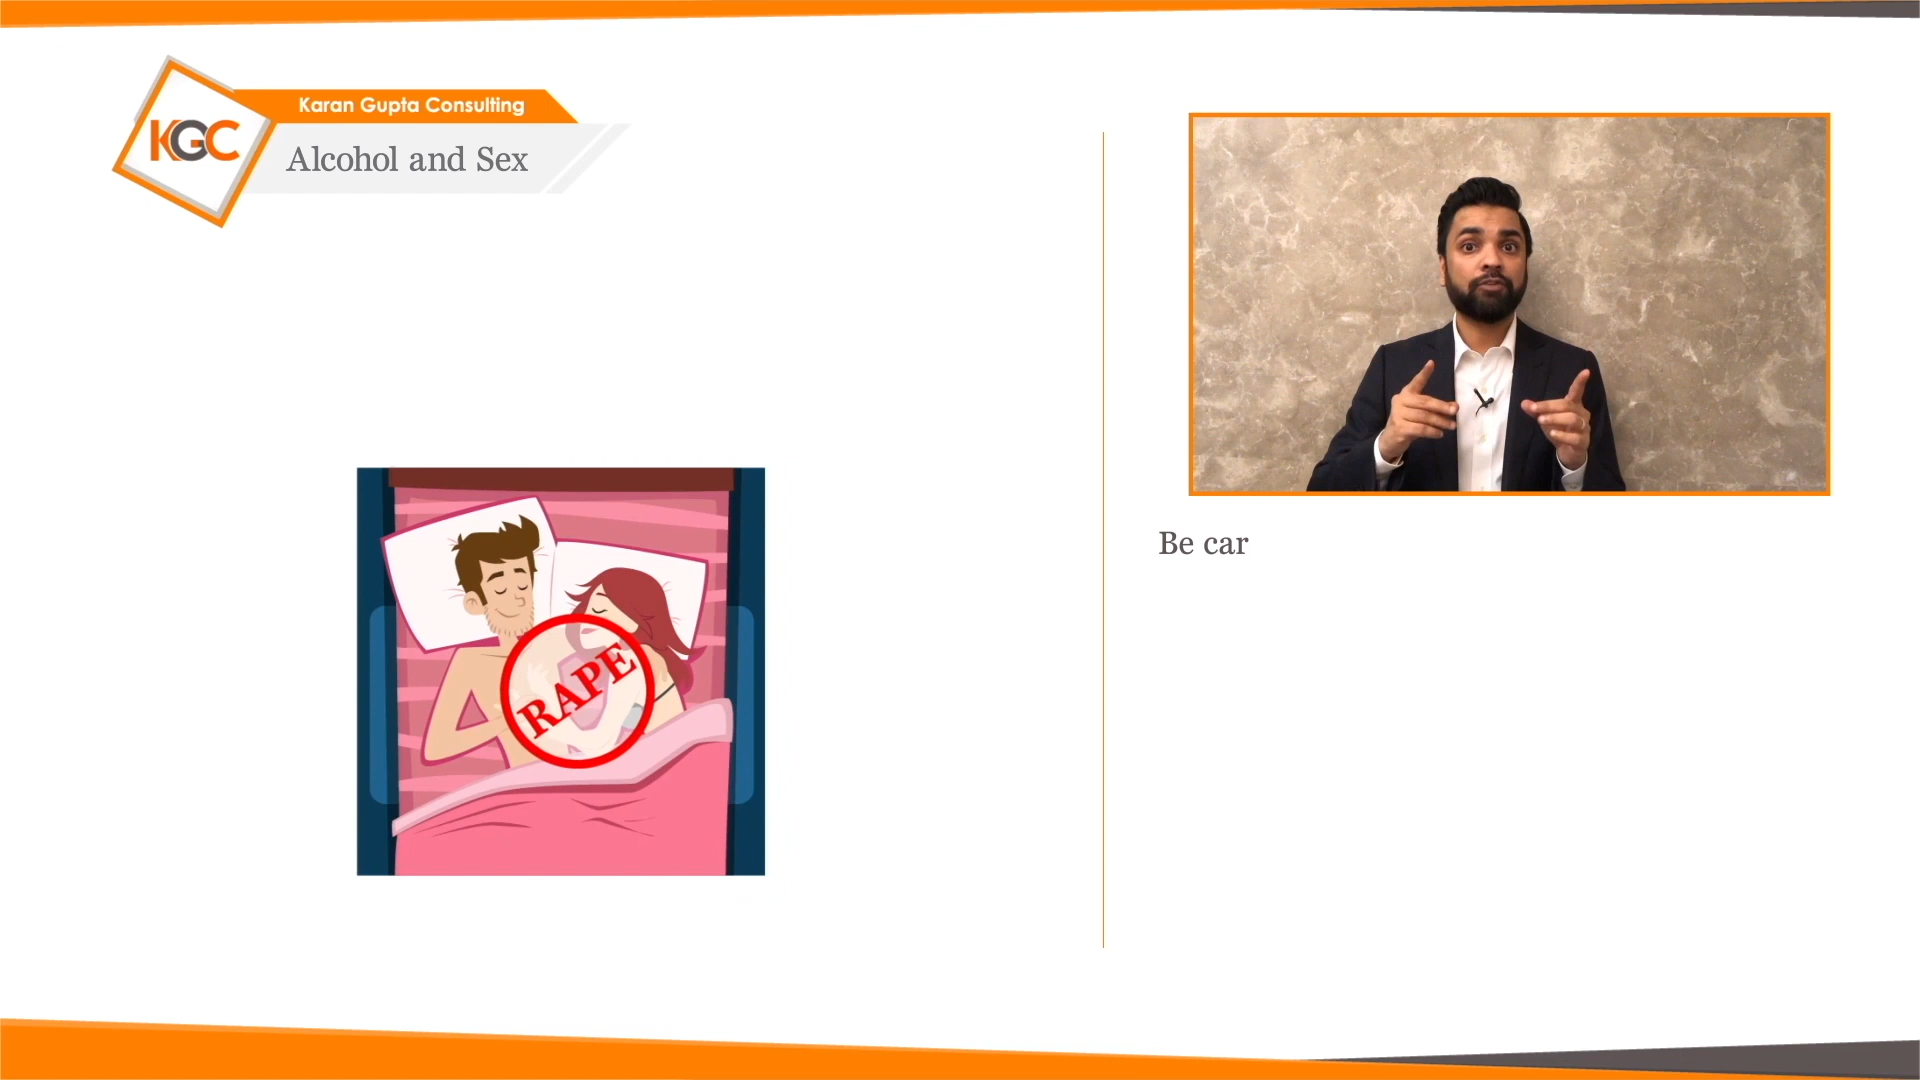 Karan Gupta Consulting
KGC
Alcohol and Sex
RAPE
Be car